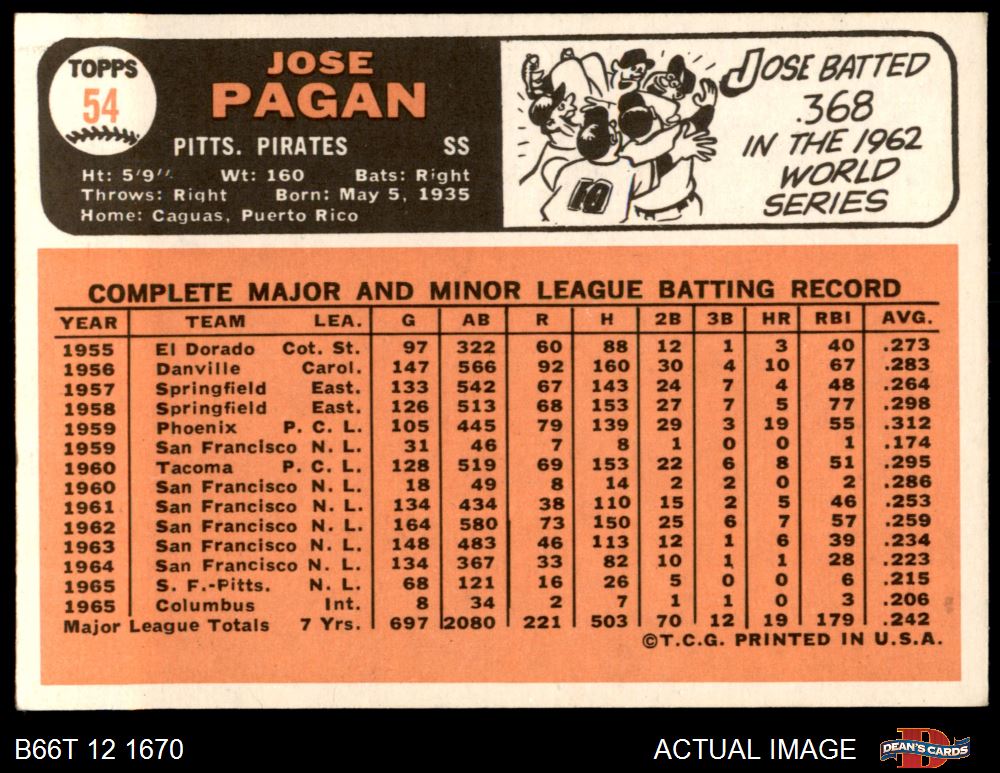 TOPPS
54
JOSE
PAGAN
PITTS. PIRATES SS
Ht: 5'9" Wt: 160 Bats: Right
Throws: Right Born: May 5, 1935
Home: Caguas, Puerto Rico
JOSE BATTED
.368
IN THE 1962
WORLD
SERIES
COMPLETE MAJOR AND MINOR LEAGUE BATTING RECORD
YEAR TEAM LEA. G AB R H 2B 3B HR RBI AVG.
1955 El Dorado Cot. St. 97 322 60 88 12 1 3 40 .273
1956 Danville Carol. 147 566 92 160 30 4 10 67 .283
1957 Springfield East. 133 542 67 143 24 7 4 48 .264
1958 Springfield East. 126 513 68 153 27 7 5 77 .298
1959 Phoenix P. C. L. 105 445 79 139 29 3 19 55 .312
1959 San Francisco N. L. 31 46 7 8 1 0 0 1 .174
1960 Tacoma P. C. L. 128 519 69 153 22 6 8 51 .295
1960 San Francisco N. L. 18 49 8 14 2 2 0 2 .286
1961 San Francisco N. L. 134 434 38 110 15 2 5 46 .253
1962 San Francisco N. L. 164 580 73 150 25 6 7 57 .259
1963 San Francisco N. L. 148 483 46 113 12 1 6 39 .234
1964 San Francisco N. L. 134 367 33 82 10 1 1 28 .223
1965 S. F.-Pitts. N. L. 68 121 16 26 5 0 0 6 .215
1965 Columbus Int. 8 34 2 7 1 1 0 3 .206
Major League Totals 7 Yrs. 697 2080 221 503 70 12 19 179 .242
©T.C.G. PRINTED IN U.S.A.
B66T 12 1670
ACTUAL IMAGE
DEAN'S CARDS